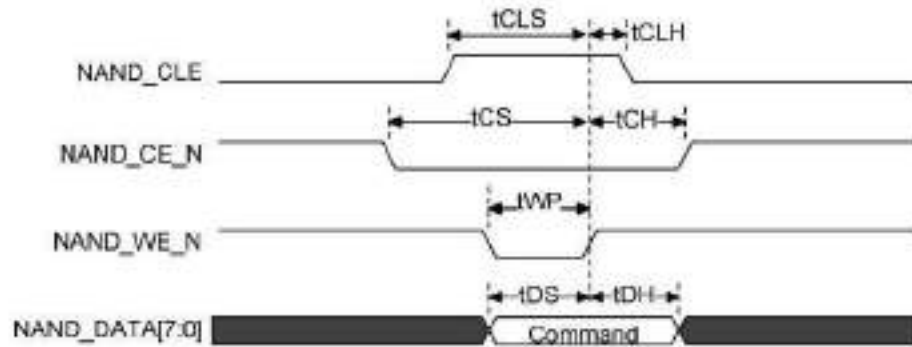 tCLS
tCLH
NAND_CLE
tCS
tCH
NAND_CE_N
tWP
NAND_WE_N
tDS
tDH
NAND_DATA[7:0]
Command